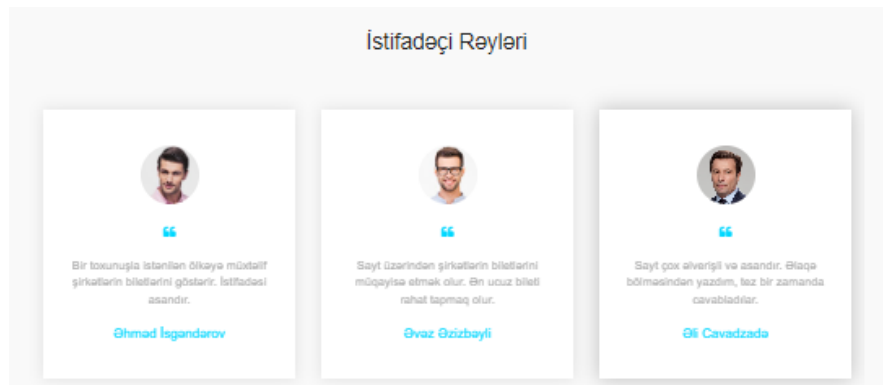 İstifadəçi Rəyləri
Bir toxunuşla istənilən ölkəyə müxtəlif
şirkətlərin biletlərini göstərir. İstifadəsi
asandır.
Əhməd İsgəndərov
Sayt üzərindən şirkətlərin biletlərini
müqayisə etmək olur. Ən ucuz bileti
rahat tapmaq olur.
Əvəz Əzizbəyli
Sayt çox əlverişli və asandır. Əlaqə
bölməsindən yazdım, tez bir zamanda
cavabladılar.
Əli Cavadzadə